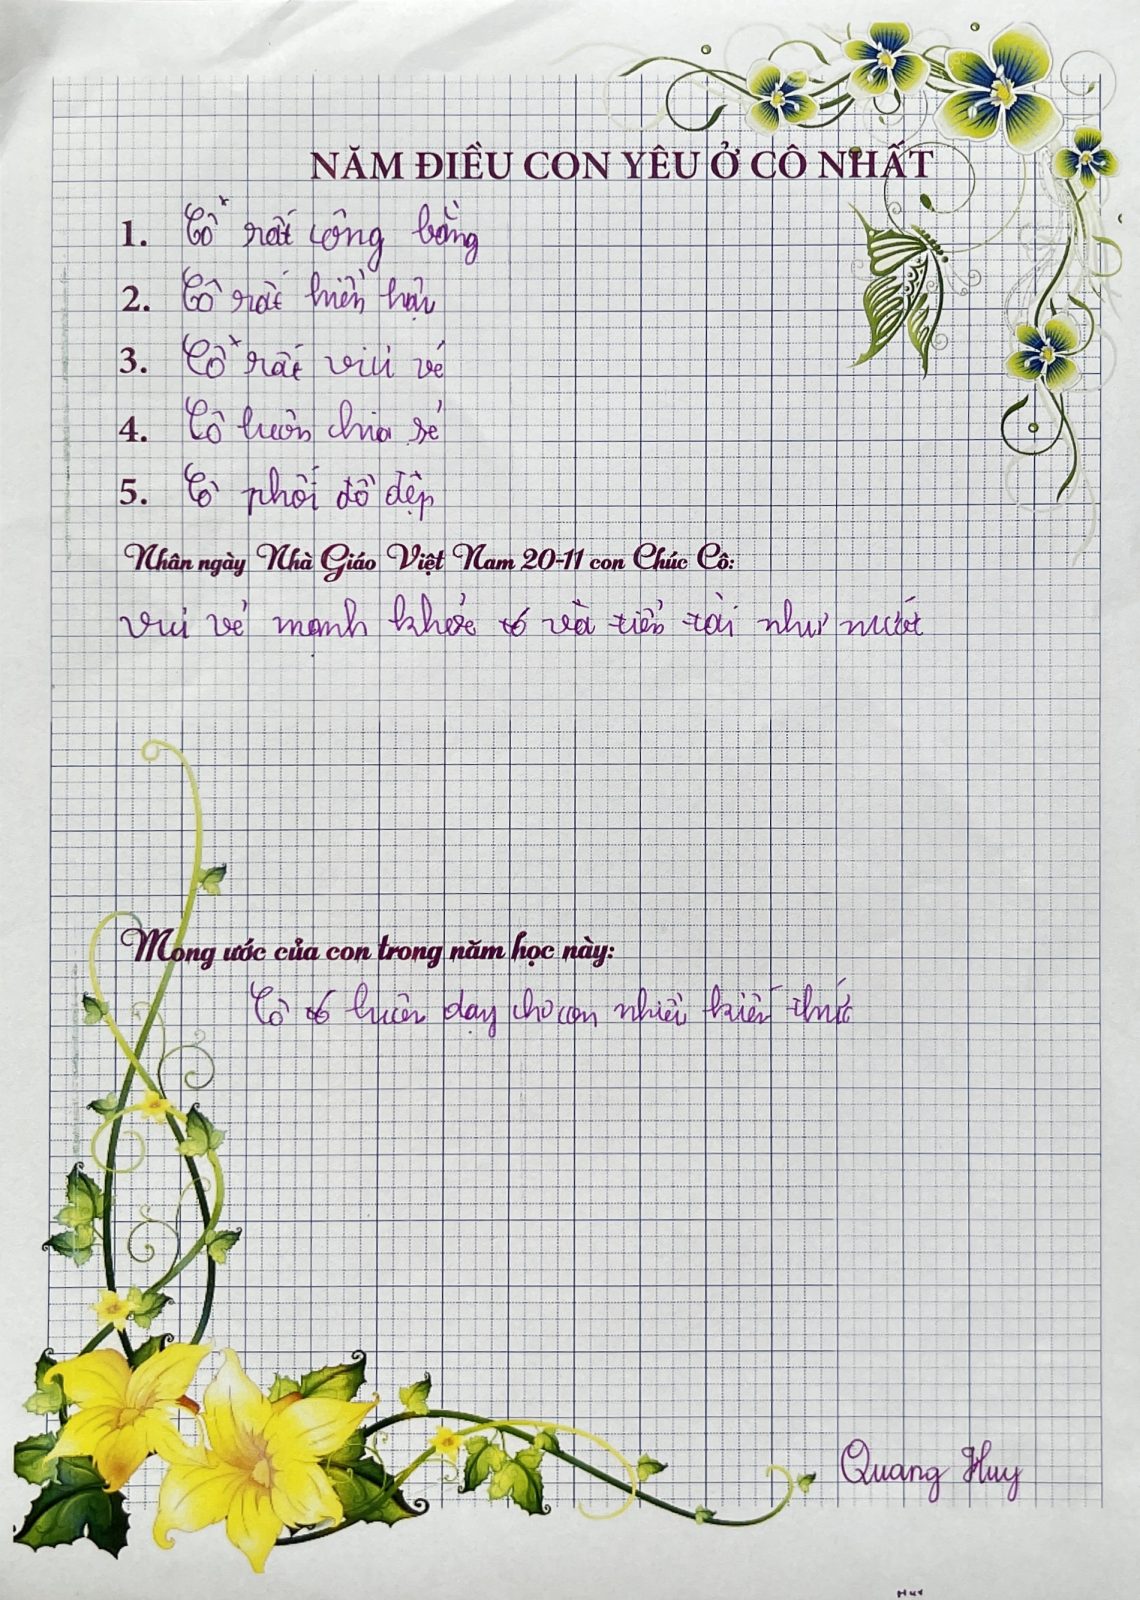 NĂM ĐIỀU CON YÊU Ở CÔ NHẤT
1. Cô rất công bằng
2. Cô rất hiền hậu
3. Cô rất vui vẻ
4. Cô luôn chia sẻ
5. Cô phối đồ đẹp
Nhân ngày Nhà Giáo Việt Nam 20-11 con Chúc Cô:
vui vẻ mạnh khỏe và tiền tài như nước
Mong ước của con trong năm học này:
Cô luôn dạy cho con nhiều kiến thức
Quang Huy